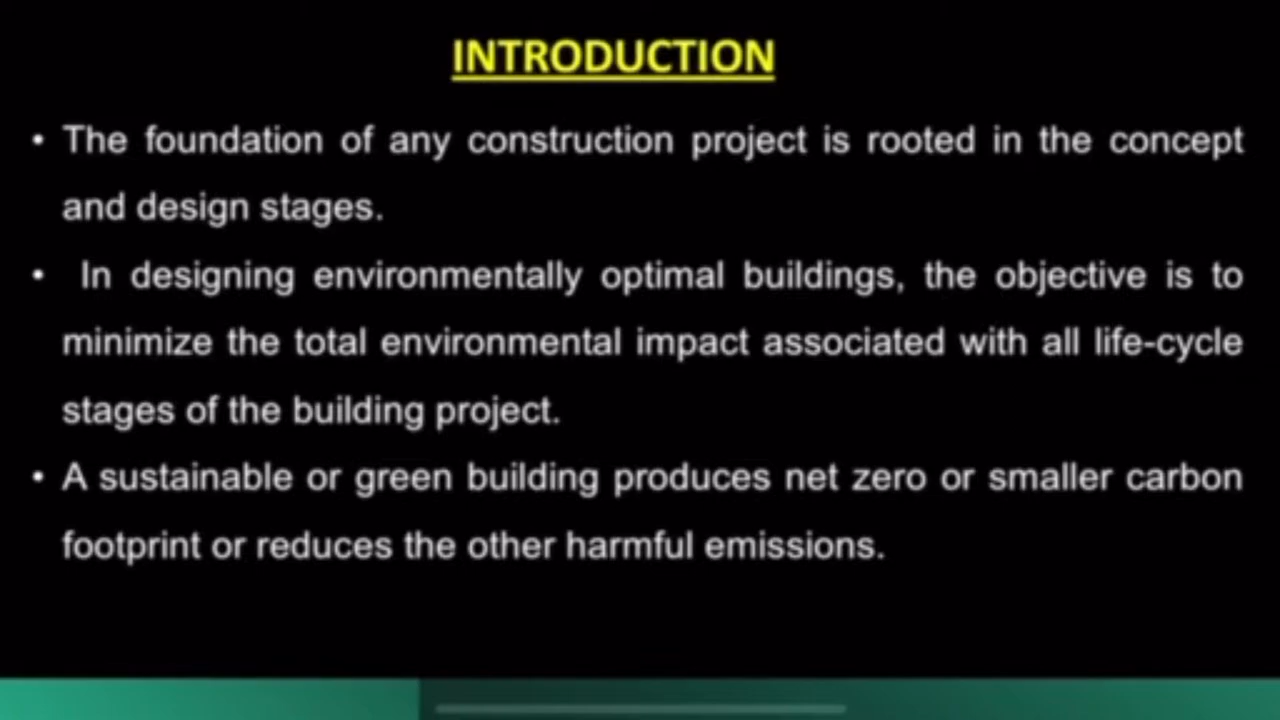 INTRODUCTION
• The foundation of any construction project is rooted in the concept
and design stages.
• In designing environmentally optimal buildings, the objective is to
minimize the total environmental impact associated with all life-cycle
stages of the building project.
• A sustainable or green building produces net zero or smaller carbon
footprint or reduces the other harmful emissions.